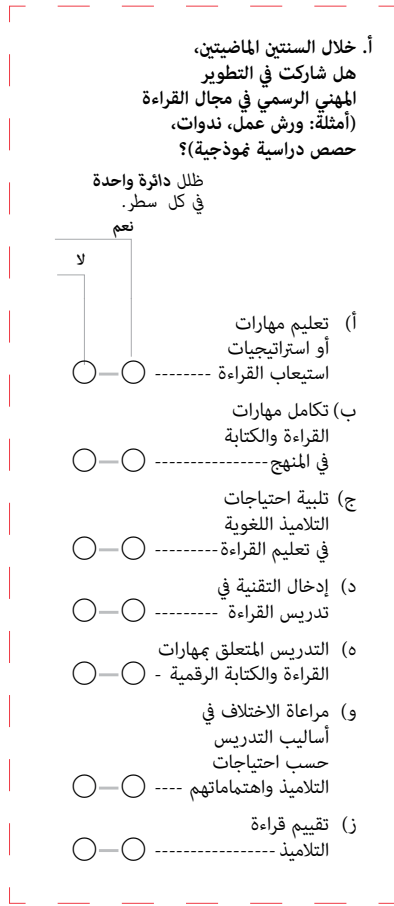 أ. خلال السنتين الماضيتين،
هل شاركت في التطوير
المهني الرسمي في مجال القراءة
(أمثلة: ورش عمل، ندوات،
حصص دراسية نموذجية)؟
ظلل دائرة واحدة
في كل سطر.
نعم
لا
أ) تعليم مهارات
أو استراتيجيات
استيعاب القراءة --------
ب) تكامل مهارات
القراءة والكتابة
في المنهج----------------
ج) تلبية احتياجات
التلاميذ اللغوية
في تعليم القراءة---------
د) إدخال التقنية في
تدريس القراءة ---------
ه) التدريس المتعلق بمهارات
القراءة والكتابة الرقمية -
و) مراعاة الاختلاف في
أساليب التدريس
حسب احتياجات
التلاميذ واهتماماتهم ----
ز) تقييم قراءة
التلاميذ -----------------